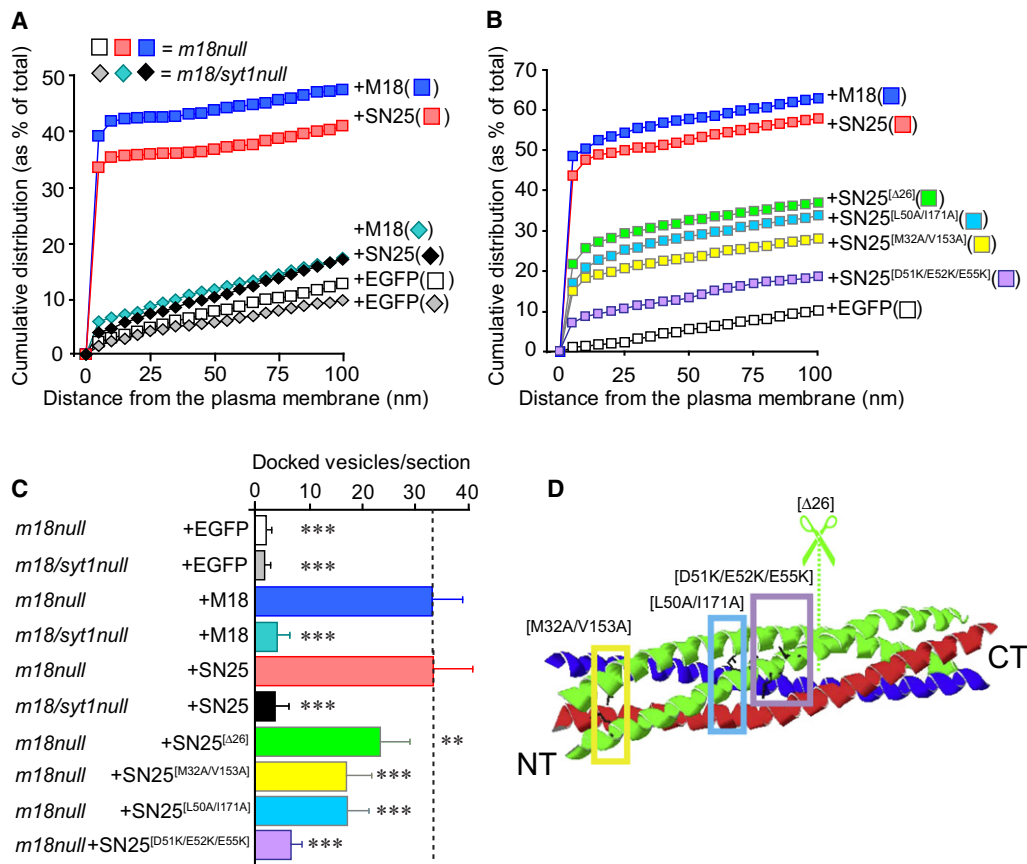 A
= m18null
= m18/syt1null
Cumulative distribution (as % of total)
50
40
30
20
10
0
+M18( )
+SN25( )
+M18( )
+SN25( )
+EGFP( )
+EGFP( )
0 25 50 75 100
Distance from the plasma membrane (nm)
B
Cumulative distribution (as % of total)
70
60
50
40
30
20
10
0
+M18( )
+SN25( )
+SN25[Δ26]( )
+SN25[L50A/I171A]( )
+SN25[M32A/V153A]( )
+SN25[D51K/E52K/E55K]( )
+EGFP( )
0 25 50 75 100
Distance from the plasma membrane (nm)
C
Docked vesicles/section
0 10 20 30 40
m18null +EGFP ***
m18/syt1null +EGFP ***
m18null +M18
m18/syt1null +M18 ***
m18null +SN25
m18/syt1null +SN25 ***
m18null +SN25[Δ26] **
m18null +SN25[M32A/V153A] ***
m18null +SN25[L50A/I171A] ***
m18null+SN25[D51K/E52K/E55K] ***
D
[Δ26]
[D51K/E52K/E55K]
[L50A/I171A]
[M32A/V153A]
CT
NT